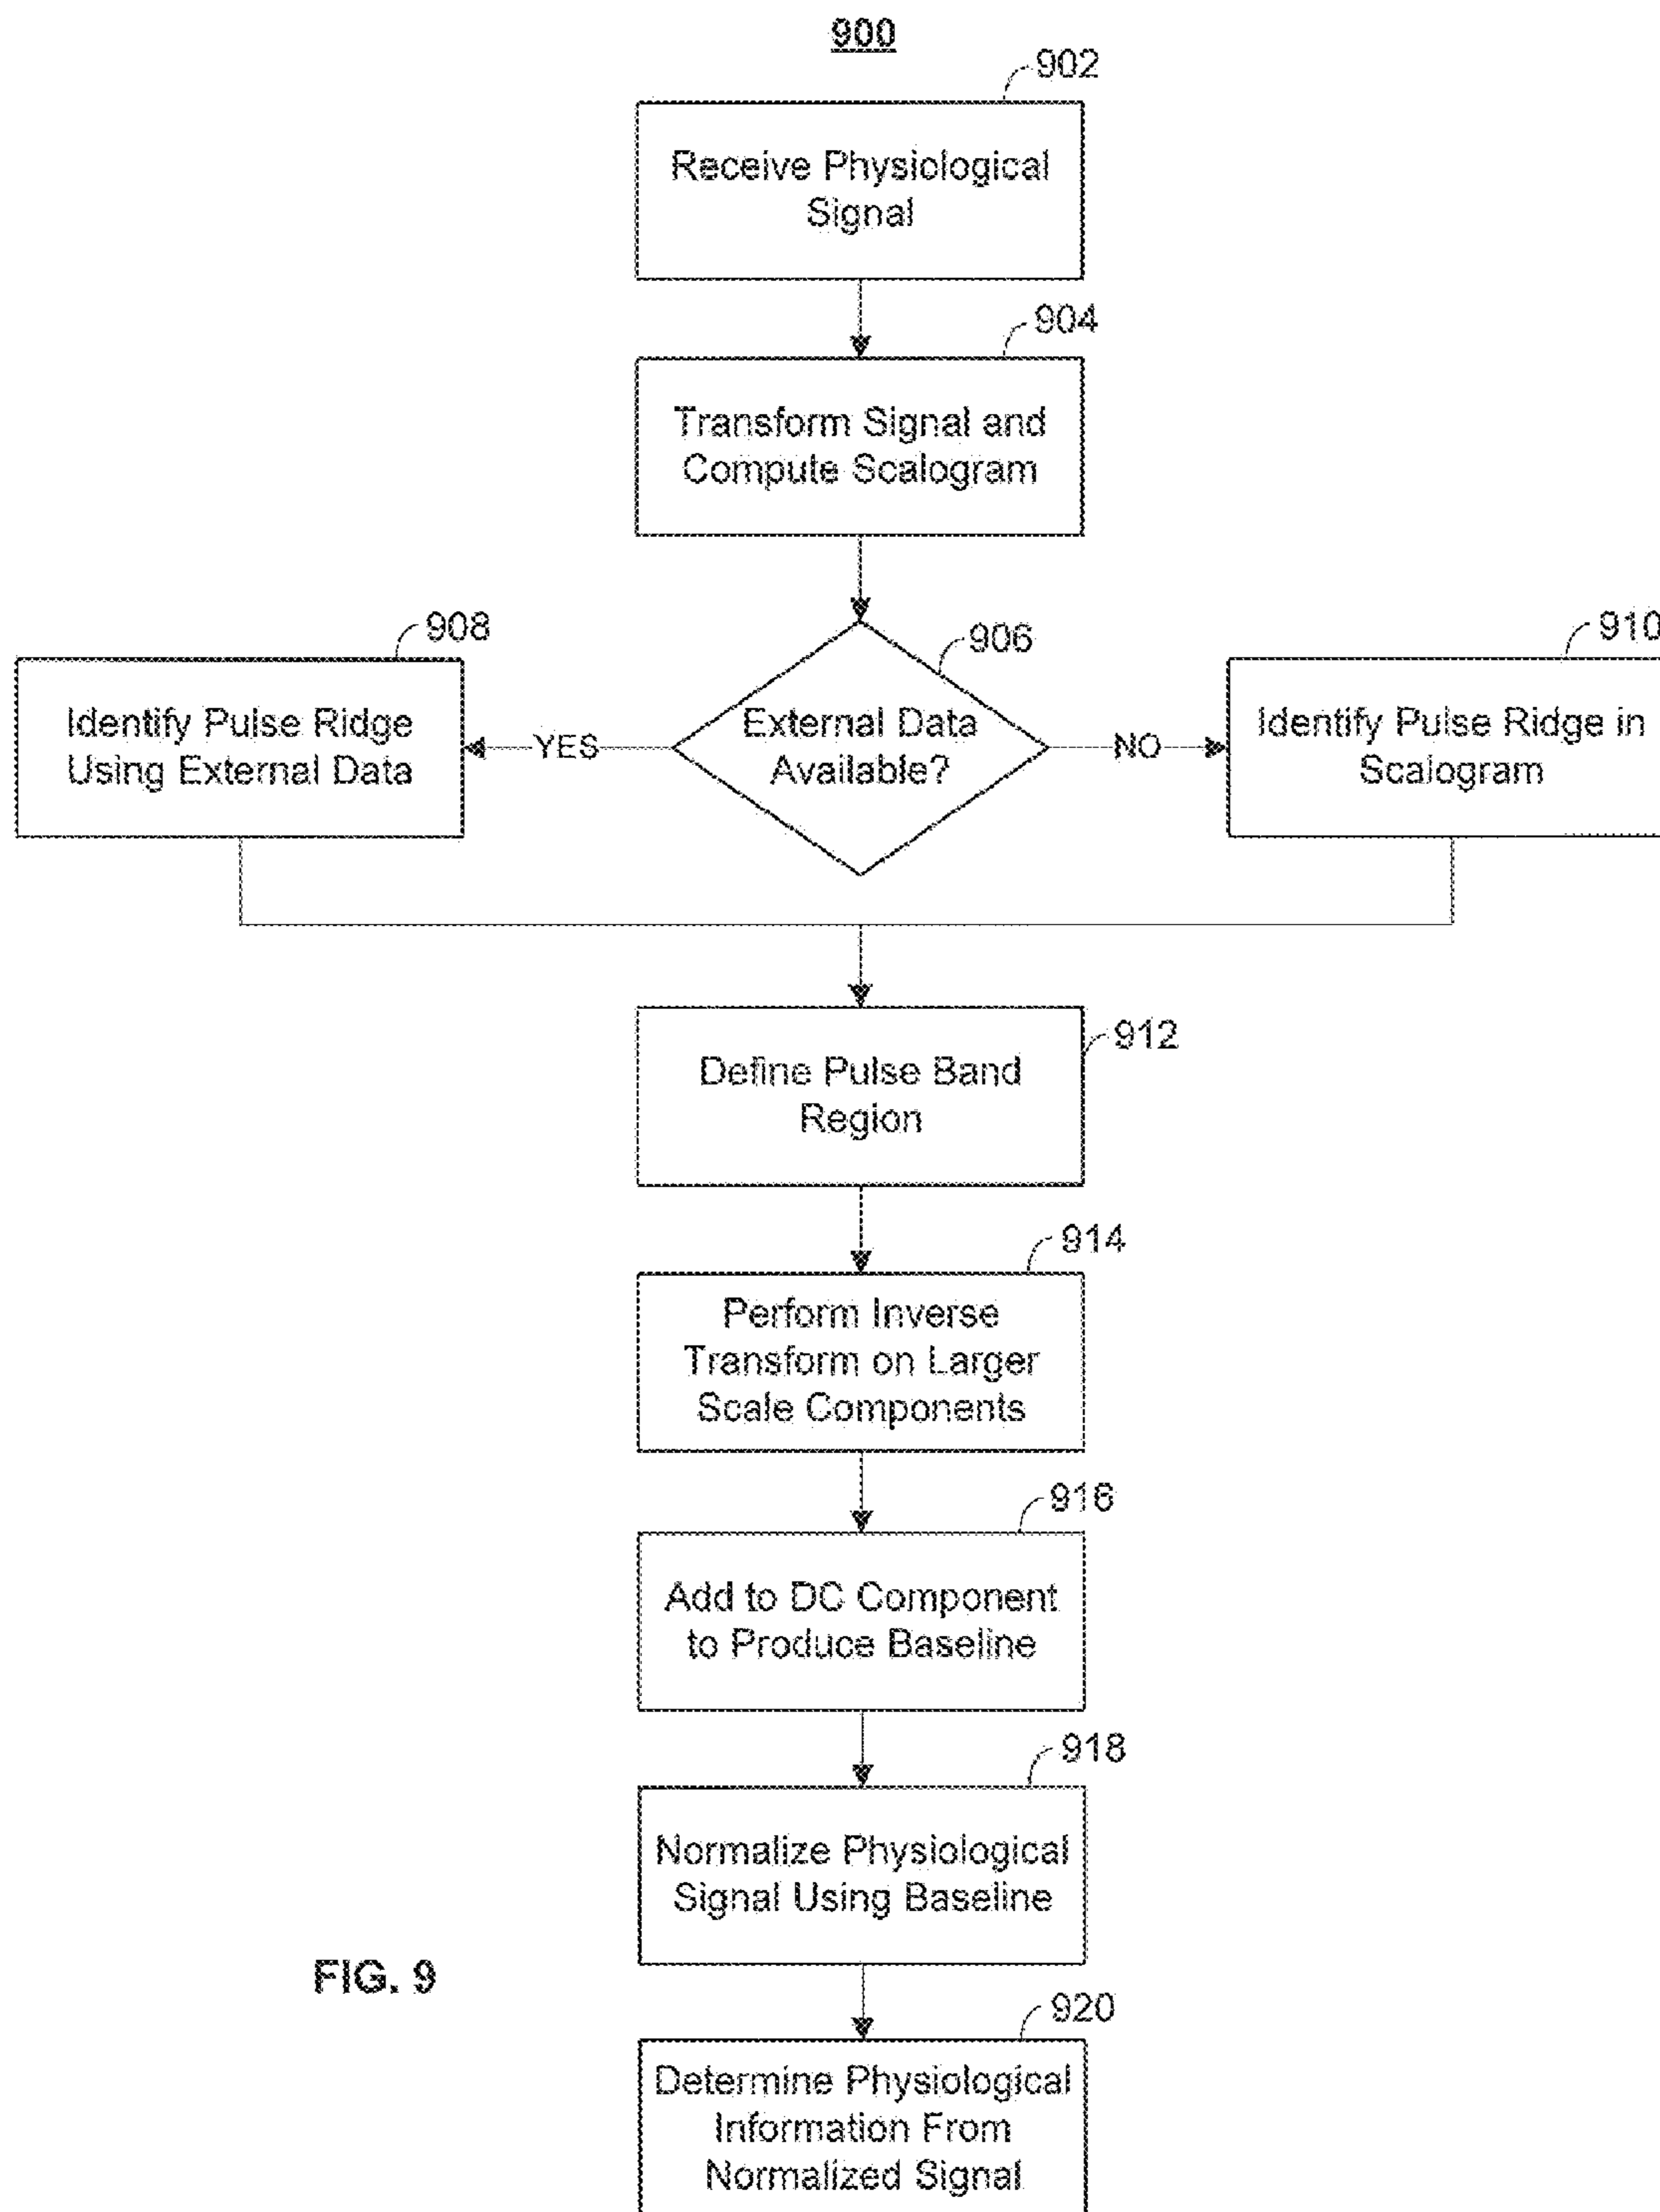 900
902
Receive Physiological
Signal
904
Transform Signal and
Compute Scalogram
908
906
910
Identify Pulse Ridge
Using External Data
YES
External Data
Available?
NO
Identify Pulse Ridge in
Scalogram
912
Define Pulse Band
Region
914
Perform Inverse
Transform on Larger
Scale Components
916
Add to DC Component
to Produce Baseline
918
Normalize Physiological
Signal Using Baseline
FIG. 9
920
Determine Physiological
Information From
Normalized Signal